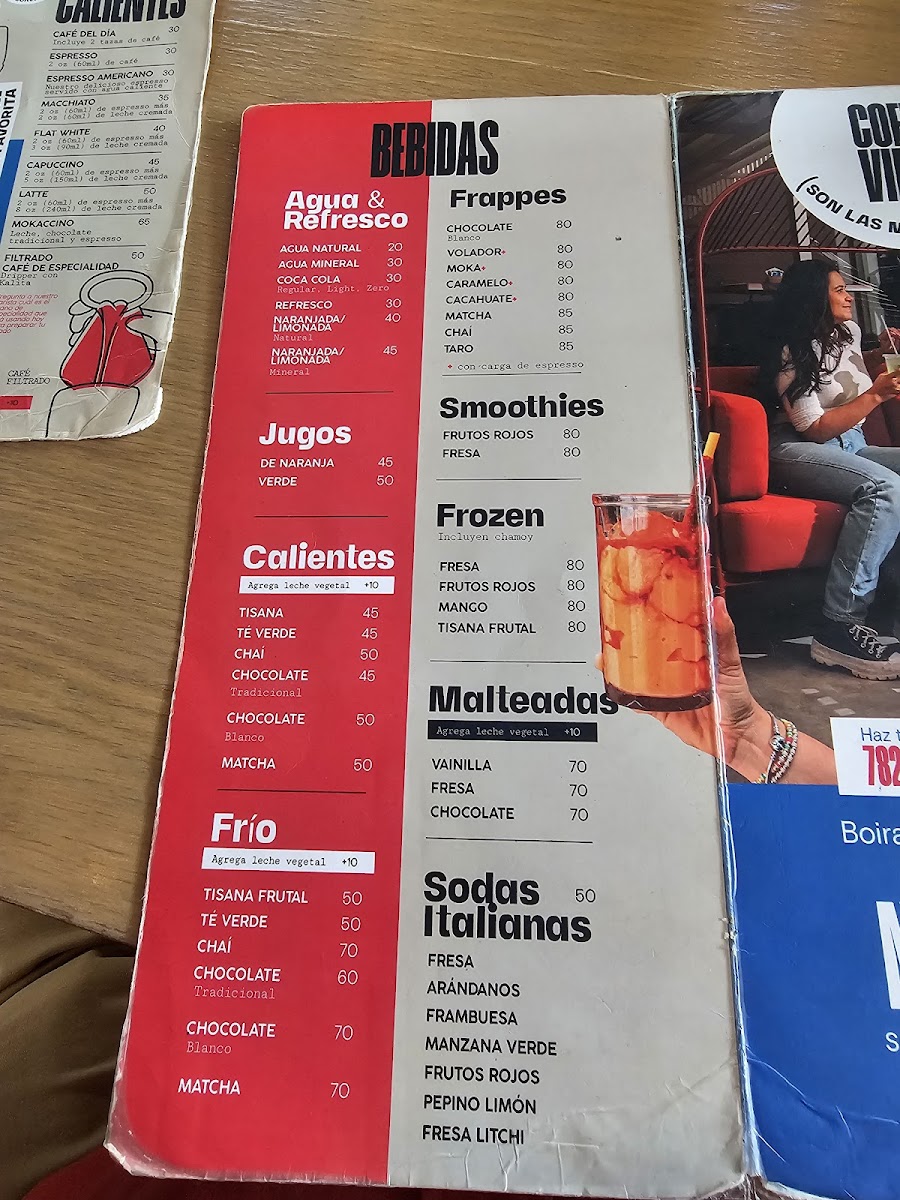 CALIENTES
CAFÉ DEL DÍA 30
Incluye 2 tazas de café
ESPRESSO 30
2 oz (60ml) de café
ESPRESSO AMERICANO 30
Nuestro delicioso espresso
servido con agua caliente
MACCHIATO 35
2 oz (60ml) de espresso más
2 oz (60ml) de leche cremada
FLAT WHITE 40
2 oz (60ml) de espresso más
3 oz (90ml) de leche cremada
CAPUCCINO 45
2 oz (60ml) de espresso más
5 oz (150ml) de leche cremada
LATTE 50
2 oz (60ml) de espresso más
8 oz (240ml) de leche cremada
MOKACCINO 65
Leche, chocolate
tradicional y espresso
FILTRADO 50
CAFÉ DE ESPECIALIDAD
Dripper con
Kalita
CAFÉ
FILTRADO
+10
BEBIDAS
Agua &
Refresco
AGUA NATURAL 20
AGUA MINERAL 30
COCA COLA 30
Regular, Light, Zero
REFRESCO 30
NARANJADA/ 40
LIMONADA
Natural
NARANJADA/ 45
LIMONADA
Mineral
Jugos
DE NARANJA 45
VERDE 50
Calientes
Agrega leche vegetal +10
TISANA 45
TÉ VERDE 45
CHAÍ 50
CHOCOLATE 45
Tradicional
CHOCOLATE 50
Blanco
MATCHA 50
Frío
Agrega leche vegetal +10
TISANA FRUTAL 50
TÉ VERDE 50
CHAÍ 70
CHOCOLATE 60
Tradicional
CHOCOLATE 70
Blanco
MATCHA 70
Frappes
CHOCOLATE 80
Blanco
VOLADOR+ 80
MOKA+ 80
CARAMELO+ 80
CACAHUATE+ 80
MATCHA 85
CHAÍ 85
TARO 85
+ con carga de espresso
Smoothies
FRUTOS ROJOS 80
FRESA 80
Frozen
Incluyen chamoy
FRESA 80
FRUTOS ROJOS 80
MANGO 80
TISANA FRUTAL 80
Malteadas
Agrega leche vegetal +10
VAINILLA 70
FRESA 70
CHOCOLATE 70
Sodas 50
Italianas
FRESA
ARÁNDANOS
FRAMBUESA
MANZANA VERDE
FRUTOS ROJOS
PEPINO LIMÓN
FRESA LITCHI
(SON LAS M
Haz t
782
Boira